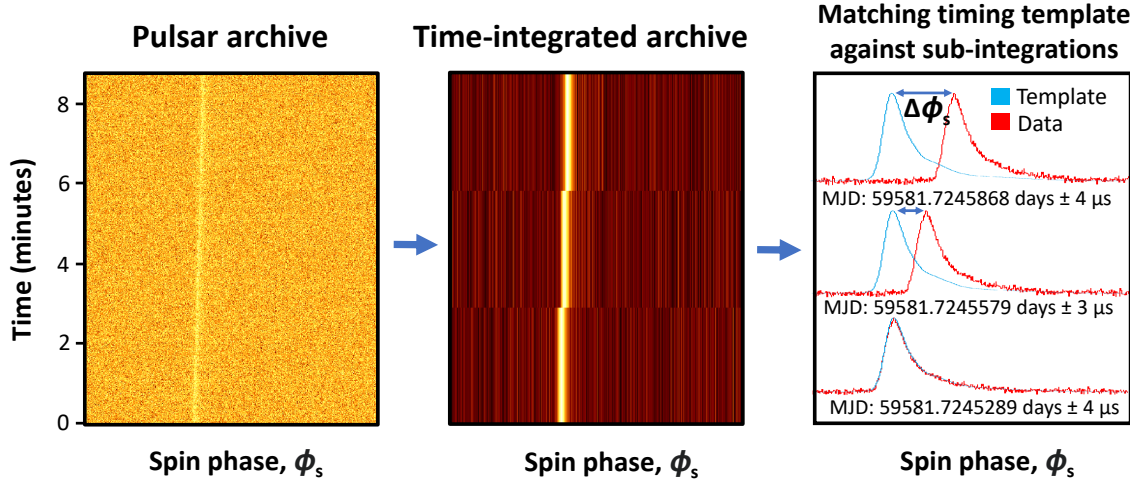 Pulsar archive
Time-integrated archive
Matching timing template
against sub-integrations
Time (minutes)
8
6
4
2
0
Spin phase, ϕs
Spin phase, ϕs
Template
Data
Δϕs
MJD: 59581.7245868 days ± 4 µs
MJD: 59581.7245579 days ± 3 µs
MJD: 59581.7245289 days ± 4 µs
Spin phase, ϕs